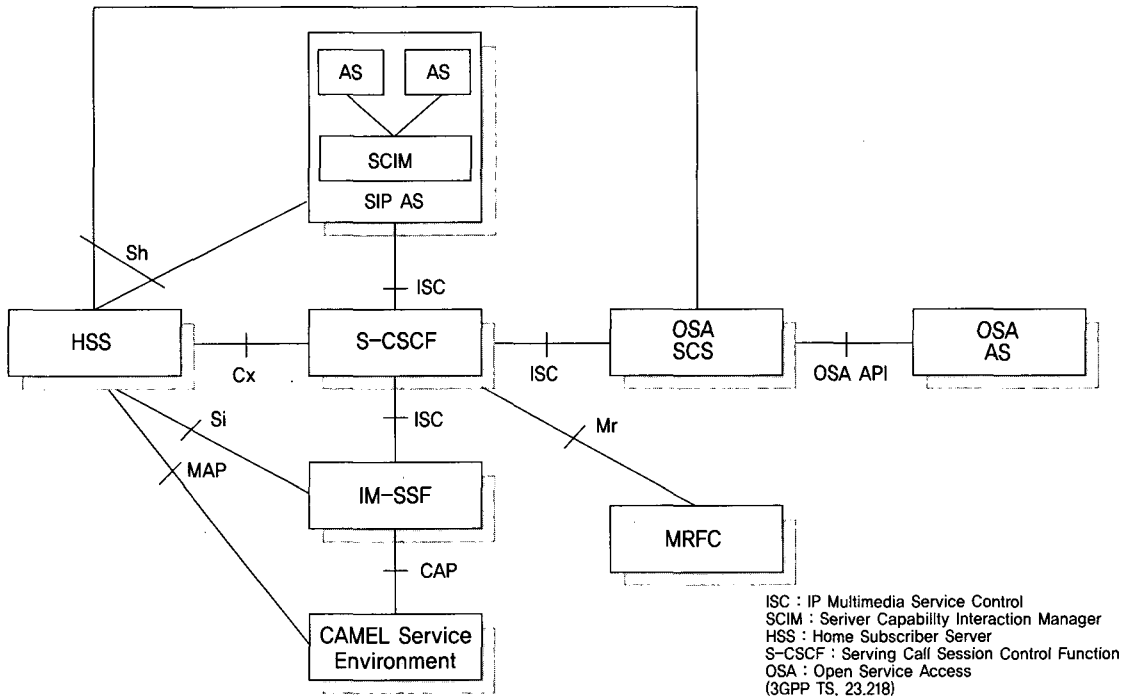 AS
AS
SCIM
SIP AS
Sh
ISC
HSS
S-CSCF
OSA
SCS
OSA
AS
Cx
ISC
OSA API
Si
ISC
Mr
MAP
IM-SSF
MRFC
CAP
CAMEL Service
Environment
ISC : IP Multimedia Service Control
SCIM : Seriver Capability Interaction Manager
HSS : Home Subscriber Server
S-CSCF : Serving Call Session Control Function
OSA : Open Service Access
(3GPP TS, 23.218)